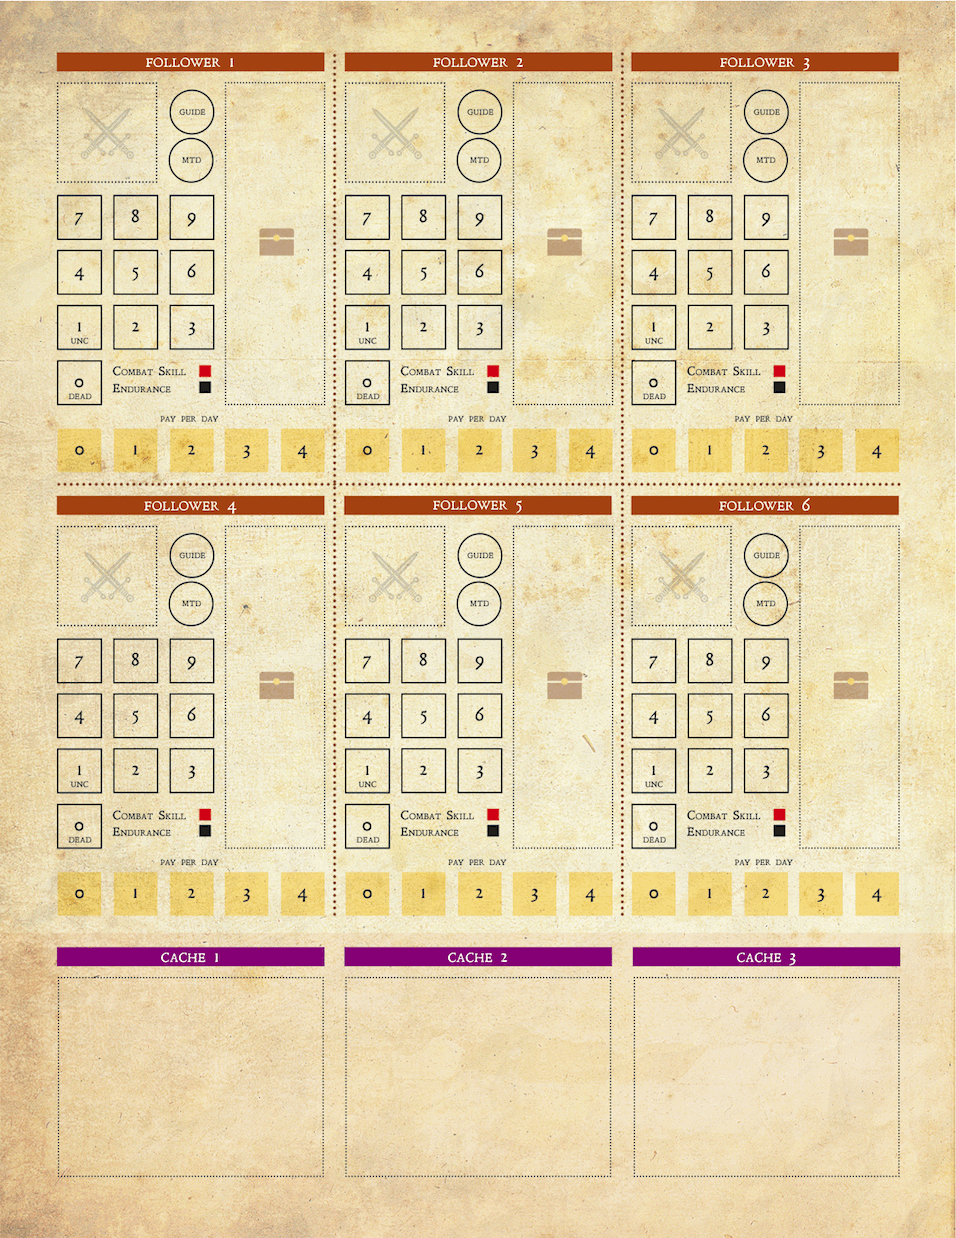 FOLLOWER 1
GUIDE
MTD
7 8 9
4 5 6
1 2 3
UNC
0 COMBAT SKILL
DEAD ENDURANCE
PAY PER DAY
0 1 2 3 4
FOLLOWER 2
GUIDE
MTD
7 8 9
4 5 6
1 2 3
UNC
0 COMBAT SKILL
DEAD ENDURANCE
PAY PER DAY
0 1 2 3 4
FOLLOWER 3
GUIDE
MTD
7 8 9
4 5 6
1 2 3
UNC
0 COMBAT SKILL
DEAD ENDURANCE
PAY PER DAY
0 1 2 3 4
FOLLOWER 4
GUIDE
MTD
7 8 9
4 5 6
1 2 3
UNC
0 COMBAT SKILL
DEAD ENDURANCE
PAY PER DAY
0 1 2 3 4
FOLLOWER 5
GUIDE
MTD
7 8 9
4 5 6
1 2 3
UNC
0 COMBAT SKILL
DEAD ENDURANCE
PAY PER DAY
0 1 2 3 4
FOLLOWER 6
GUIDE
MTD
7 8 9
4 5 6
1 2 3
UNC
0 COMBAT SKILL
DEAD ENDURANCE
PAY PER DAY
0 1 2 3 4
CACHE 1
CACHE 2
CACHE 3